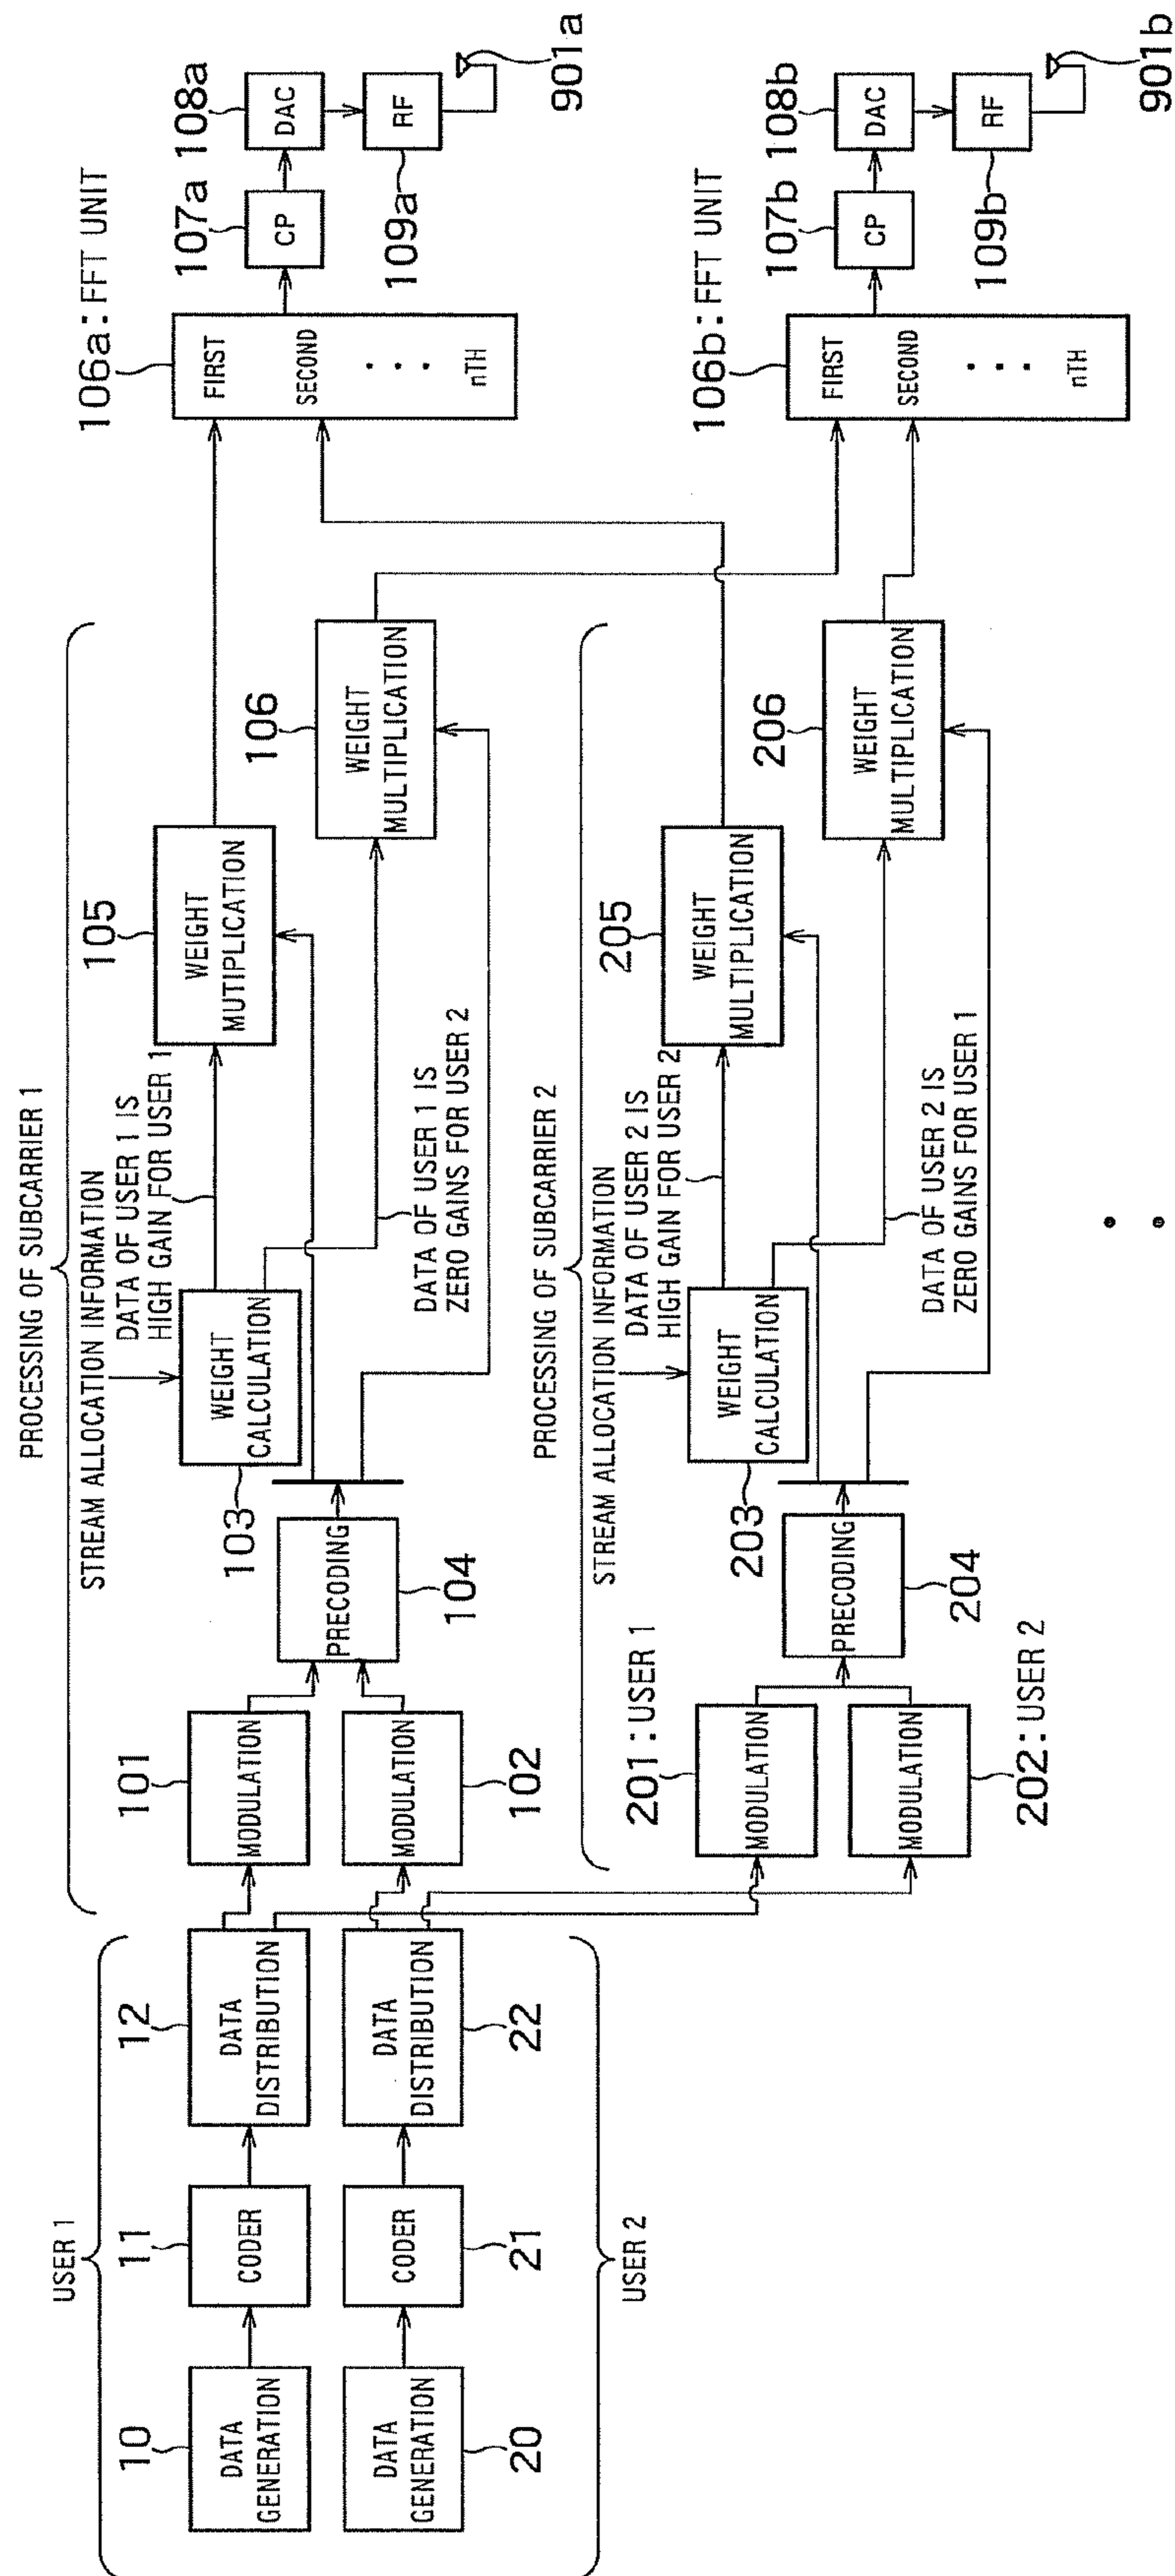 USER 1
10
DATA
GENERATION
11
CODER
12
DATA
DISTRIBUTION
20
DATA
GENERATION
21
CODER
22
DATA
DISTRIBUTION
USER 2
PROCESSING OF SUBCARRIER 1
STREAM ALLOCATION INFORMATION
101
MODULATION
102
MODULATION
104
PRECODING
103
WEIGHT
CALCULATION
DATA OF USER 1 IS
HIGH GAIN FOR USER 1
DATA OF USER 1 IS
ZERO GAINS FOR USER 2
105
WEIGHT
MUTIPLICATION
106
WEIGHT
MULTIPLICATION
PROCESSING OF SUBCARRIER 2
STREAM ALLOCATION INFORMATION
201 : USER 1
MODULATION
202 : USER 2
MODULATION
204
PRECODING
203
WEIGHT
CALCULATION
DATA OF USER 2 IS
HIGH GAIN FOR USER 2
DATA OF USER 2 IS
ZERO GAINS FOR USER 1
205
WEIGHT
MULTIPLICATION
206
WEIGHT
MULTIPLICATION
106a : FFT UNIT
FIRST
SECOND
nTH
107a
CP
108a
DAC
109a
RF
901a
106b : FFT UNIT
FIRST
SECOND
nTH
107b
CP
108b
DAC
109b
RF
901b